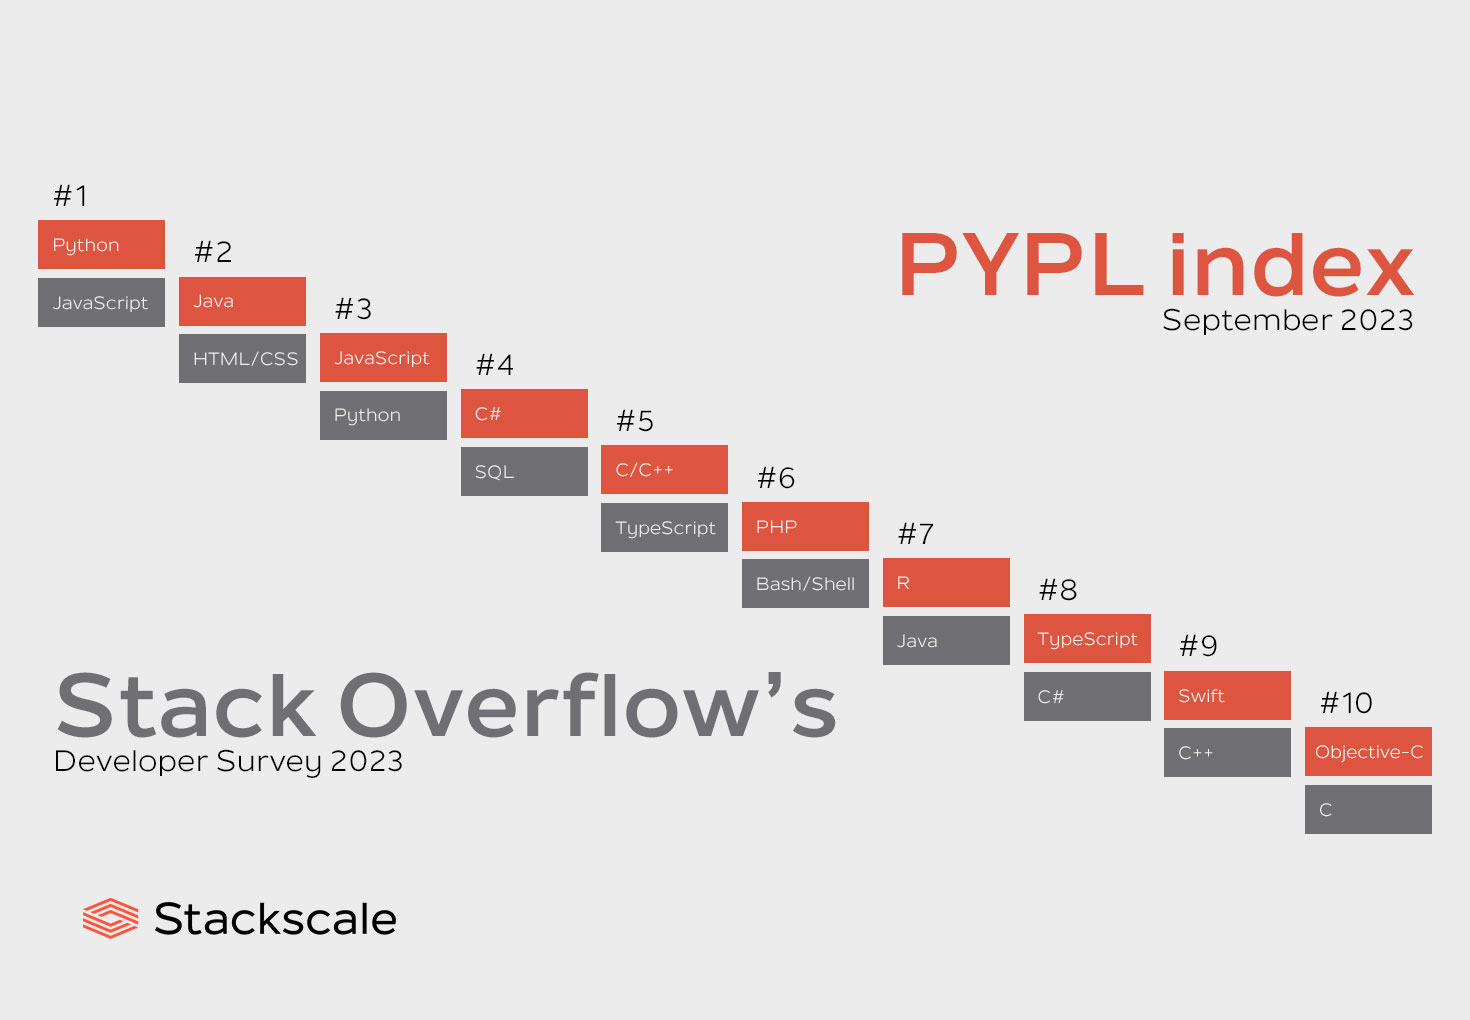 #1
Python
JavaScript
#2
Java
HTML/CSS
#3
JavaScript
Python
#4
C#
SQL
#5
C/C++
TypeScript
#6
PHP
Bash/Shell
#7
R
Java
#8
TypeScript
C#
#9
Swift
C++
#10
Objective-C
C
PYPL index
September 2023
Stack Overflow’s
Developer Survey 2023
Stackscale